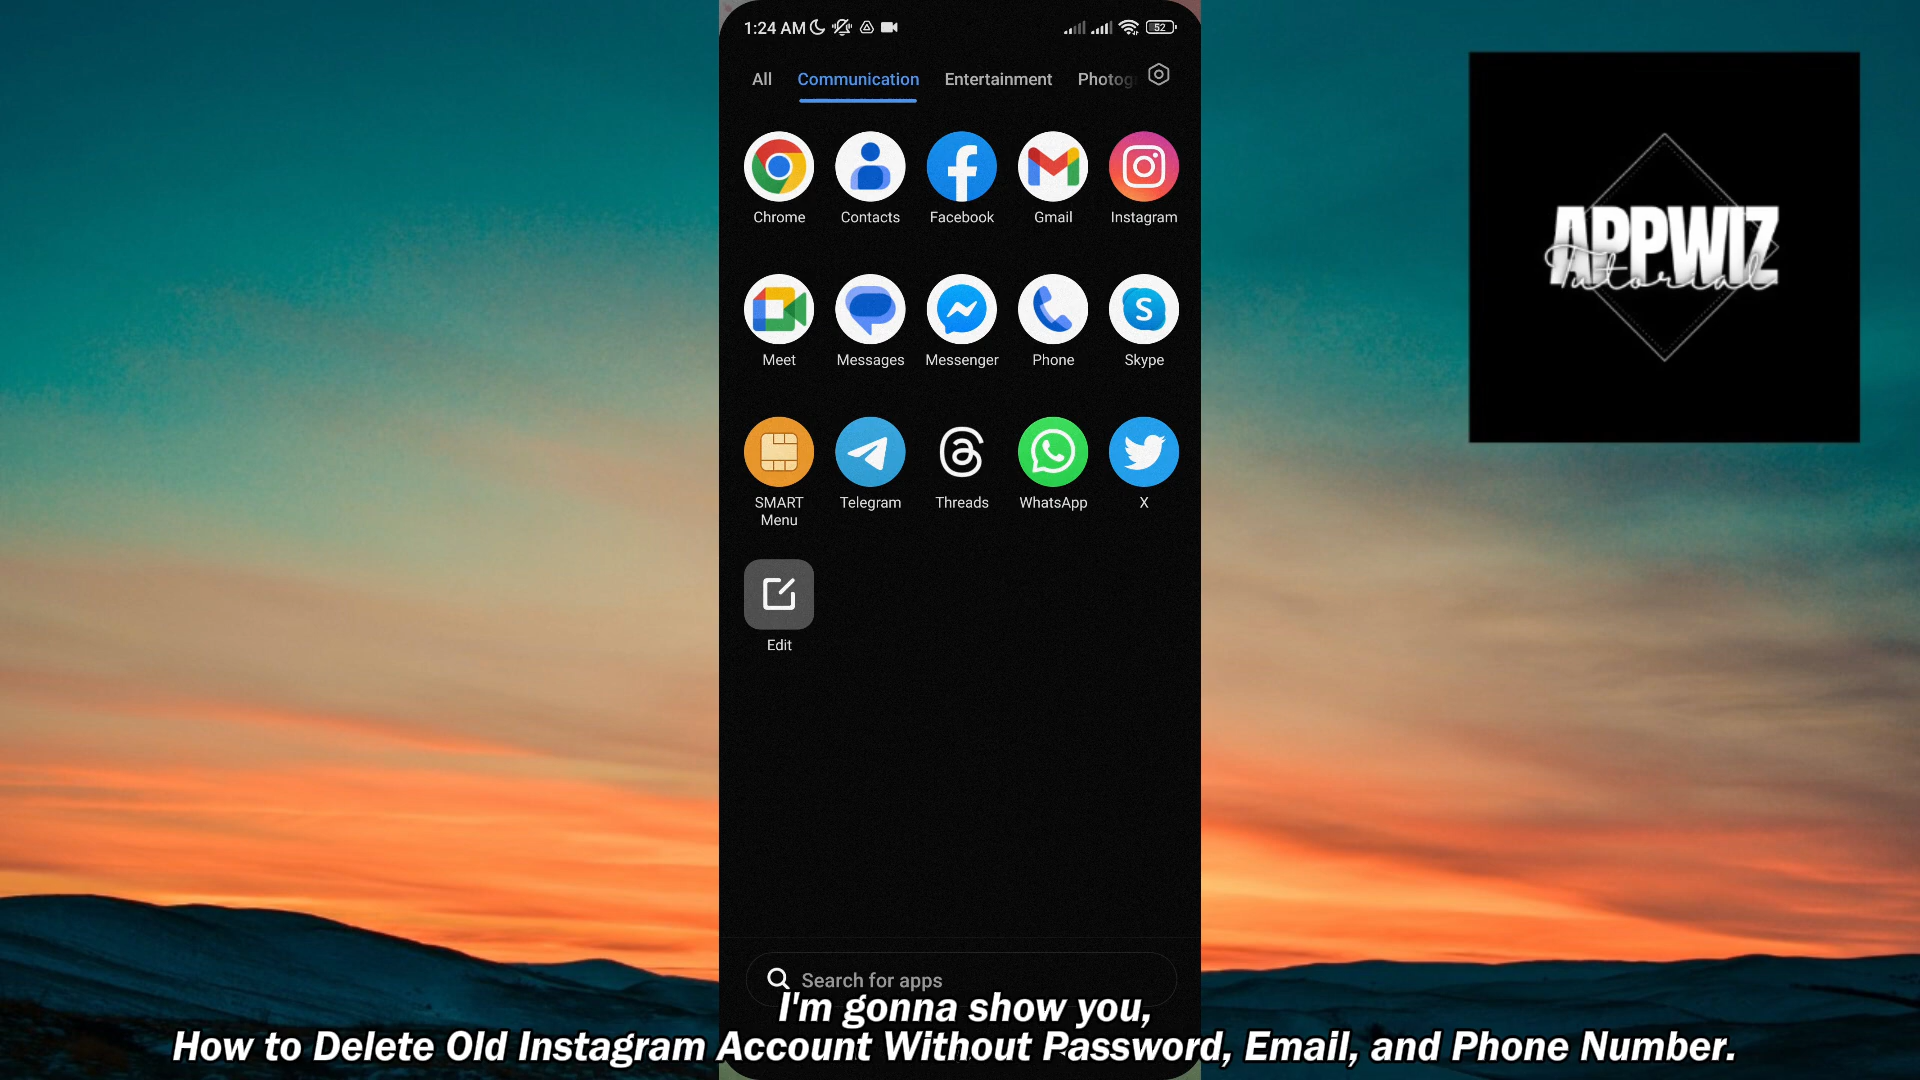 1:24 AM
52
All Communication Entertainment Photog
Chrome Contacts Facebook Gmail Instagram
Meet Messages Messenger Phone Skype
S
SMART Telegram Threads WhatsApp X
Menu
Edit
Search for apps
APPWIZ
Tutorial
I'm gonna show you,
How to Delete Old Instagram Account Without Password, Email, and Phone Number.